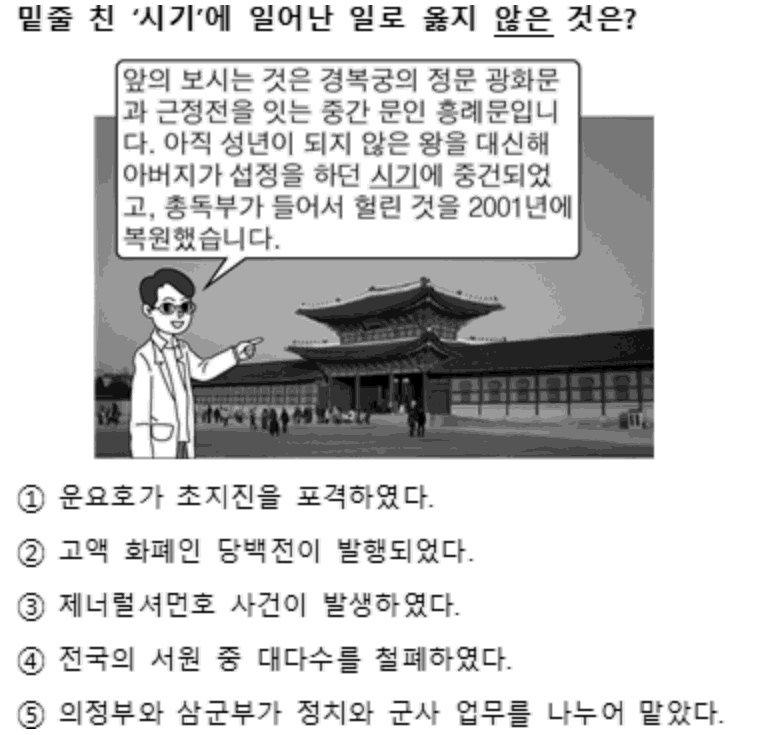 밑줄 친 ‘시기’에 일어난 일로 옳지 않은 것은?
앞의 보시는 것은 경복궁의 정문 광화문
과 근정전을 잇는 중간 문인 흥례문입니
다. 아직 성년이 되지 않은 왕을 대신해
아버지가 섭정을 하던 시기에 중건되었
고, 총독부가 들어서 헐린 것을 2001년에
복원했습니다.
① 운요호가 초지진을 포격하였다.
② 고액 화폐인 당백전이 발행되었다.
③ 제너럴셔먼호 사건이 발생하였다.
④ 전국의 서원 중 대다수를 철폐하였다.
⑤ 의정부와 삼군부가 정치와 군사 업무를 나누어 맡았다.